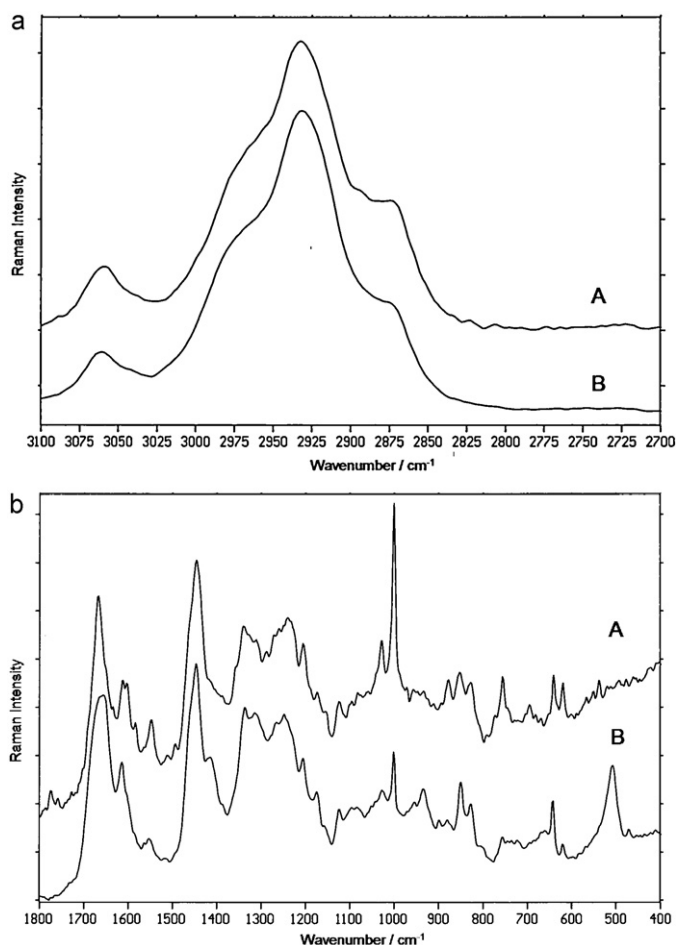 a
Raman Intensity
A
B
3100 3075 3050 3025 3000 2975 2950 2925 2900 2875 2850 2825 2800 2775 2750 2725 2700
Wavenumber / cm-1
b
Raman Intensity
A
B
1800 1700 1600 1500 1400 1300 1200 1100 1000 900 800 700 600 500 400
Wavenumber / cm-1